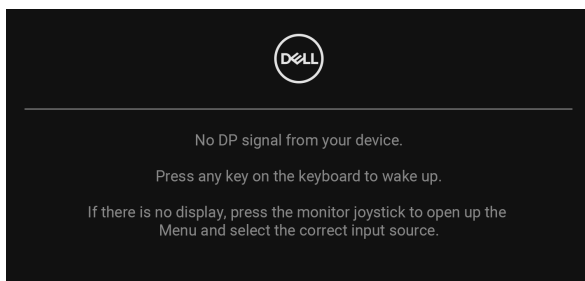 DELL
No DP signal from your device.
Press any key on the keyboard to wake up.
If there is no display, press the monitor joystick to open up the
Menu and select the correct input source.